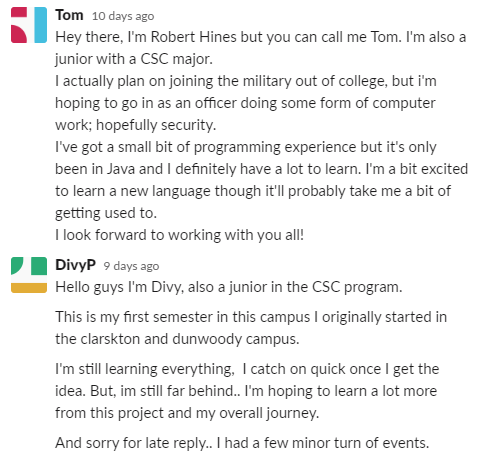 Tom 10 days ago
Hey there, I'm Robert Hines but you can call me Tom. I'm also a
junior with a CSC major.
I actually plan on joining the military out of college, but i'm
hoping to go in as an officer doing some form of computer
work; hopefully security.
I've got a small bit of programming experience but it's only
been in Java and I definitely have a lot to learn. I'm a bit excited
to learn a new language though it'll probably take me a bit of
getting used to.
I look forward to working with you all!
DivyP 9 days ago
Hello guys I'm Divy, also a junior in the CSC program.
This is my first semester in this campus I originally started in
the clarskton and dunwoody campus.
I'm still learning everything, I catch on quick once I get the
idea. But, im still far behind.. I'm hoping to learn a lot more
from this project and my overall journey.
And sorry for late reply.. I had a few minor turn of events.